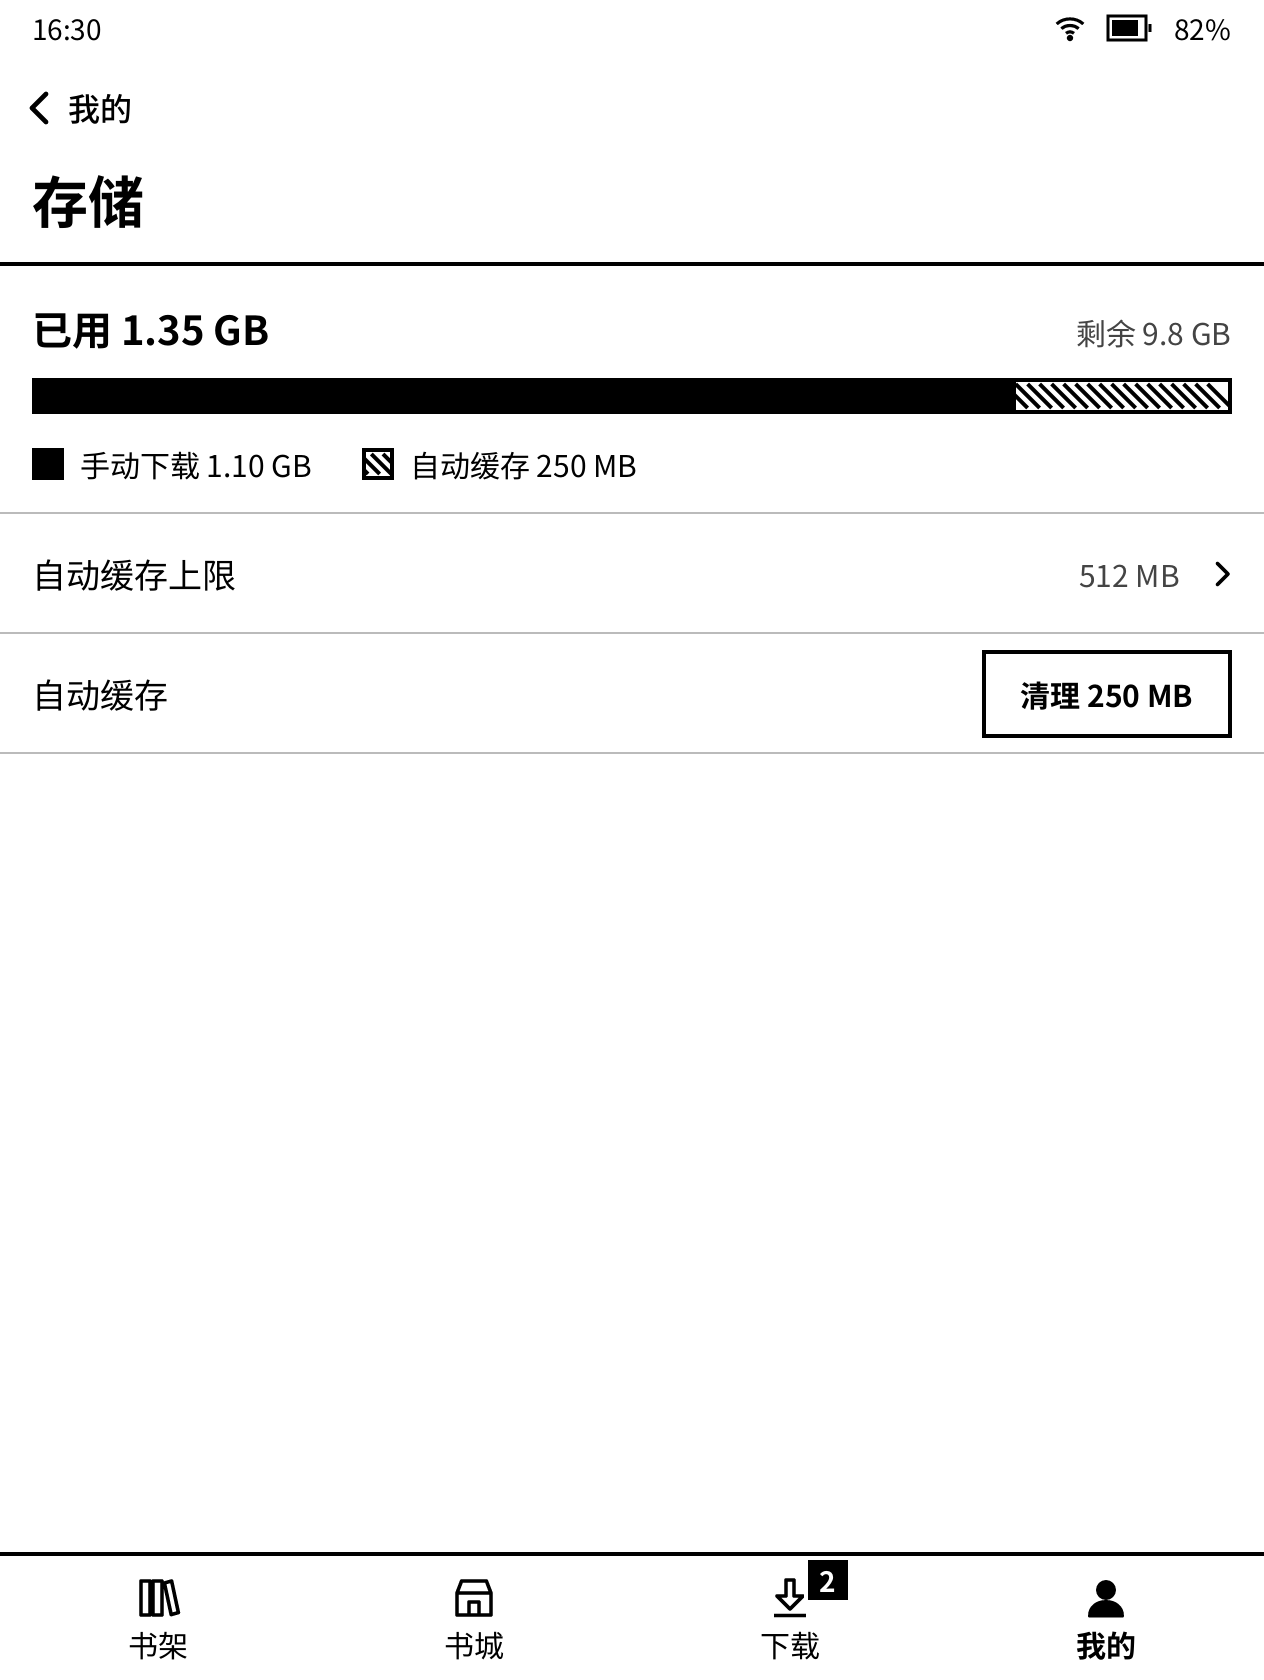 16:30 82%
我的
存储
已用 1.35 GB 剩余 9.8 GB
手动下载 1.10 GB 自动缓存 250 MB
自动缓存上限 512 MB
自动缓存 清理 250 MB
2
书架 书城 下载 我的